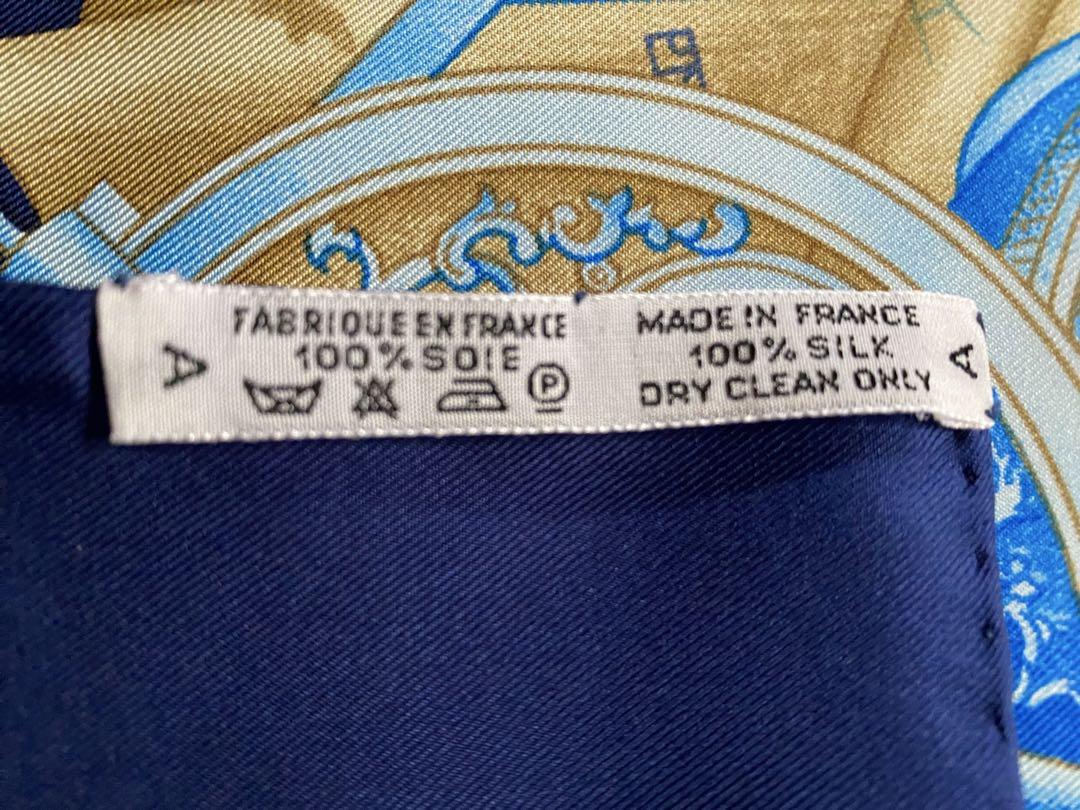 A
FABRIQUE EN FRANCE
100% SOIE
P
MADE IN FRANCE
100% SILK
DRY CLEAN ONLY
A